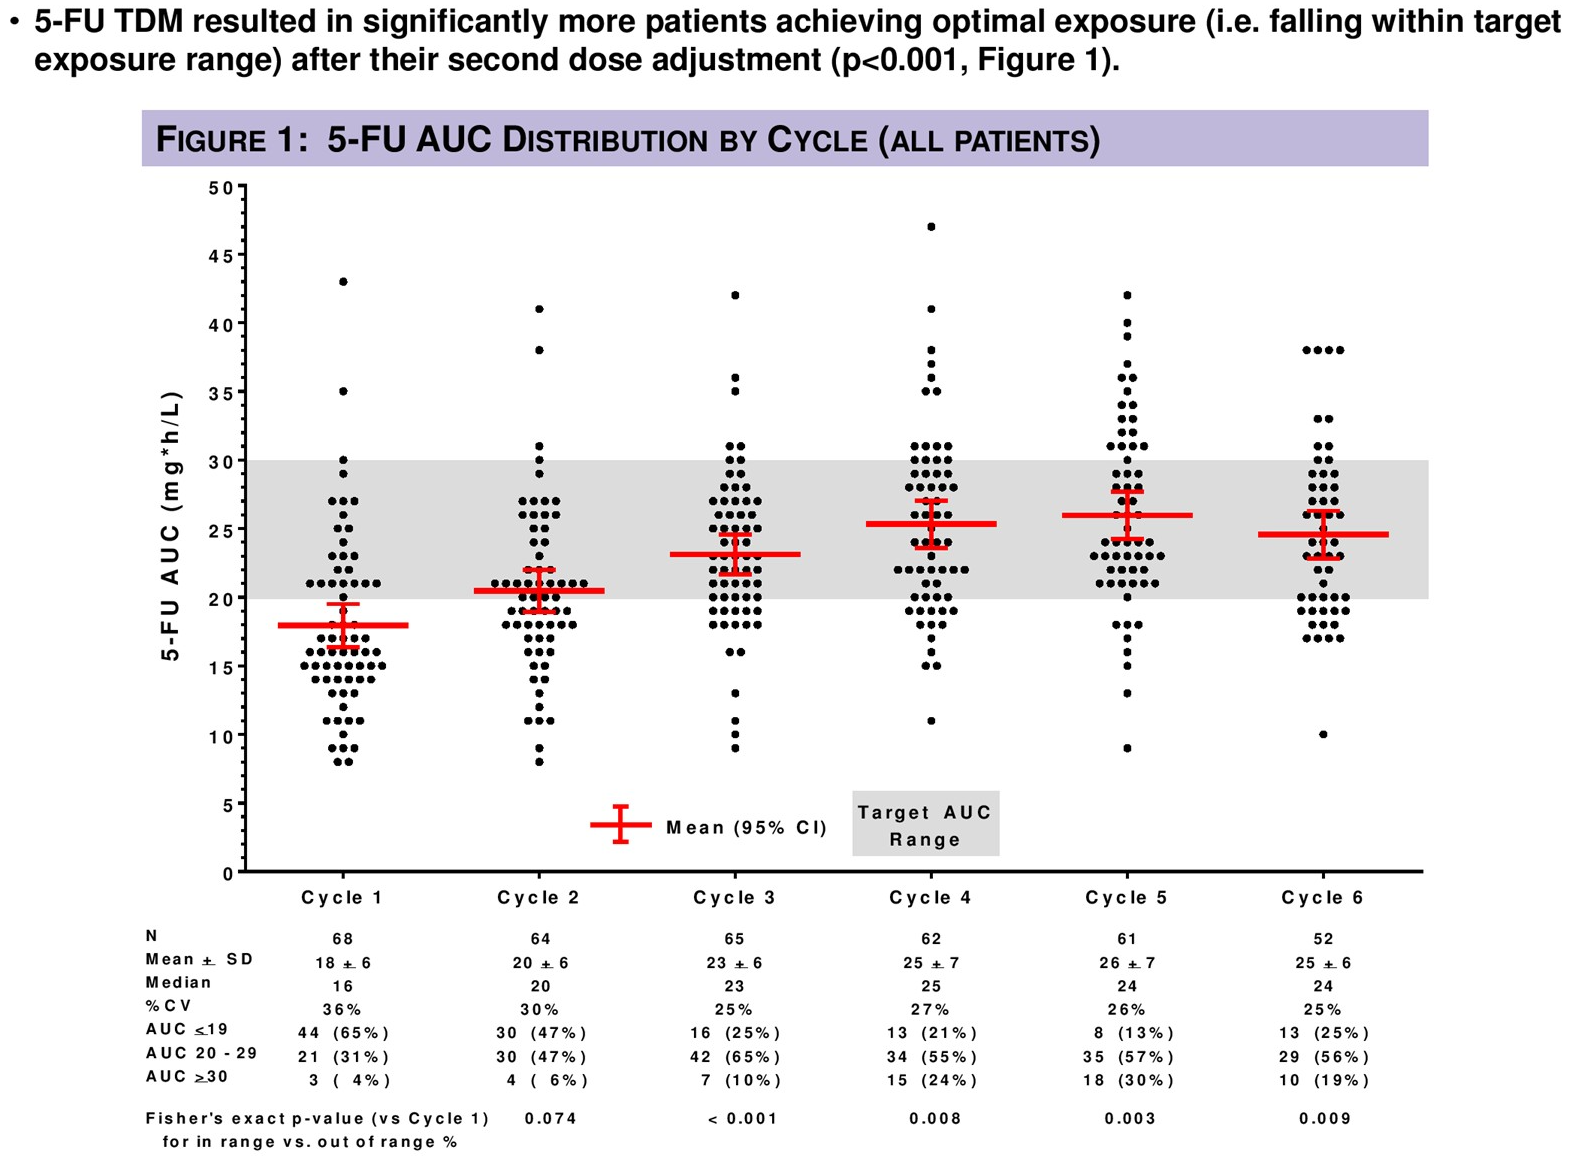 • 5-FU TDM resulted in significantly more patients achieving optimal exposure (i.e. falling within target
exposure range) after their second dose adjustment (p<0.001, Figure 1).
FIGURE 1: 5-FU AUC DISTRIBUTION BY CYCLE (ALL PATIENTS)
5-FU AUC (mg*h/L)
50
45
40
35
30
25
20
15
10
5
0
Mean (95% CI)
Target AUC
Range
Cycle 1 Cycle 2 Cycle 3 Cycle 4 Cycle 5 Cycle 6
N 68 64 65 62 61 52
Mean ± SD 18 ± 6 20 ± 6 23 ± 6 25 ± 7 26 ± 7 25 ± 6
Median 16 20 23 25 24 24
%CV 36% 30% 25% 27% 26% 25%
AUC ≤19 44 (65%) 30 (47%) 16 (25%) 13 (21%) 8 (13%) 13 (25%)
AUC 20-29 21 (31%) 30 (47%) 42 (65%) 34 (55%) 35 (57%) 29 (56%)
AUC ≥30 3 ( 4%) 4 ( 6%) 7 (10%) 15 (24%) 18 (30%) 10 (19%)
Fisher's exact p-value (vs Cycle 1) 0.074 < 0.001 0.008 0.003 0.009
for in range vs. out of range %